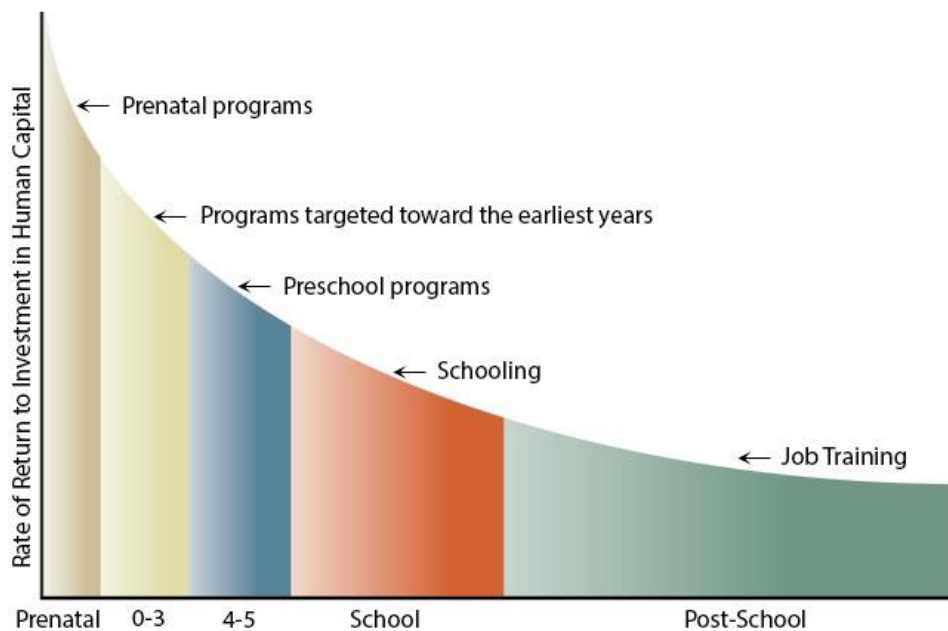 Rate of Return to Investment in Human Capital
Prenatal programs
Programs targeted toward the earliest years
Preschool programs
Schooling
Job Training
Prenatal
0-3
4-5
School
Post-School